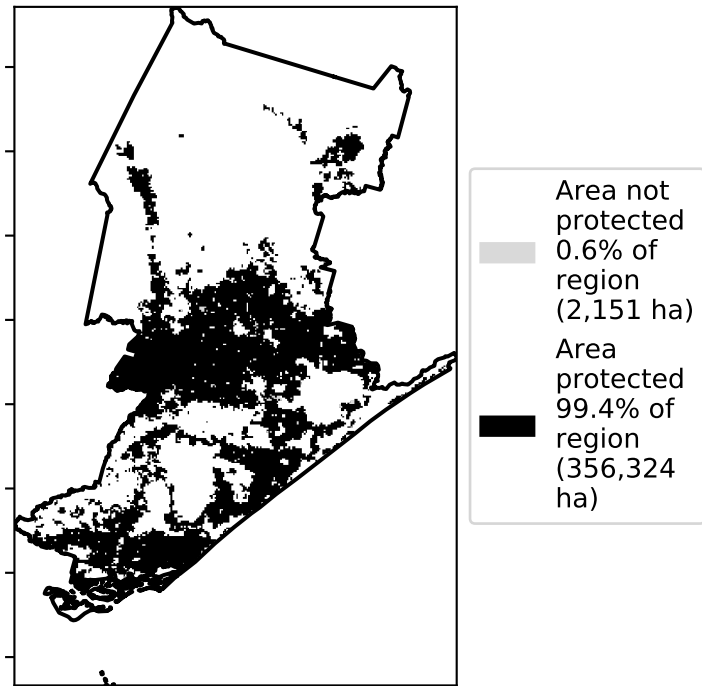 Area not
protected
0.6% of
region
(2,151 ha)
Area
protected
99.4% of
region
(356,324
ha)